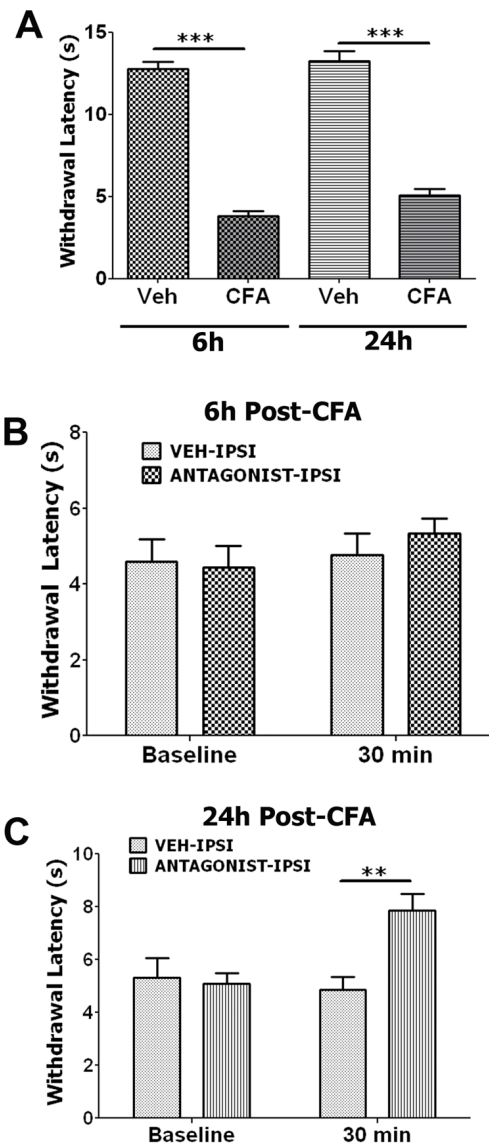 A
Withdrawal Latency (s)
15
10
5
0
***
***
Veh
CFA
Veh
CFA
6h
24h
B
6h Post-CFA
Withdrawal Latency (s)
8
6
4
2
0
VEH-IPSI
ANTAGONIST-IPSI
Baseline
30 min
C
24h Post-CFA
Withdrawal Latency (s)
10
8
6
4
2
0
VEH-IPSI
ANTAGONIST-IPSI
**
Baseline
30 min